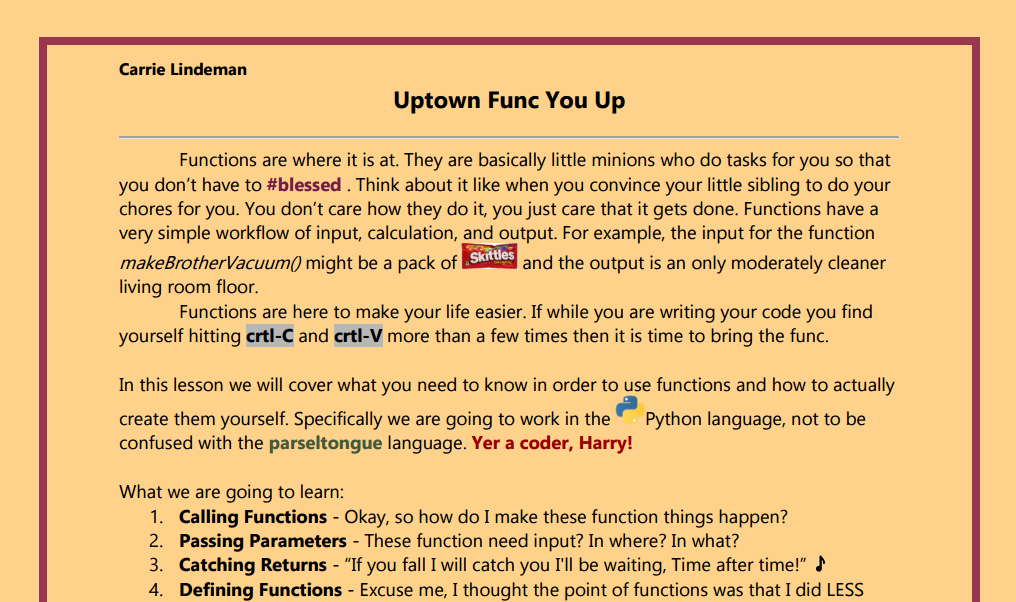 Carrie Lindeman
Uptown Func You Up
Functions are where it is at. They are basically little minions who do tasks for you so that
you don’t have to #blessed . Think about it like when you convince your little sibling to do your
chores for you. You don’t care how they do it, you just care that it gets done. Functions have a
very simple workflow of input, calculation, and output. For example, the input for the function
makeBrotherVacuum() might be a pack of Skittles and the output is an only moderately cleaner
living room floor.
Functions are here to make your life easier. If while you are writing your code you find
yourself hitting crtl-C and crtl-V more than a few times then it is time to bring the func.
In this lesson we will cover what you need to know in order to use functions and how to actually
create them yourself. Specifically we are going to work in the Python language, not to be
confused with the parseltongue language. Yer a coder, Harry!
What we are going to learn:
1. Calling Functions - Okay, so how do I make these function things happen?
2. Passing Parameters - These function need input? In where? In what?
3. Catching Returns - “If you fall I will catch you I'll be waiting, Time after time!” ♪
4. Defining Functions - Excuse me, I thought the point of functions was that I did LESS